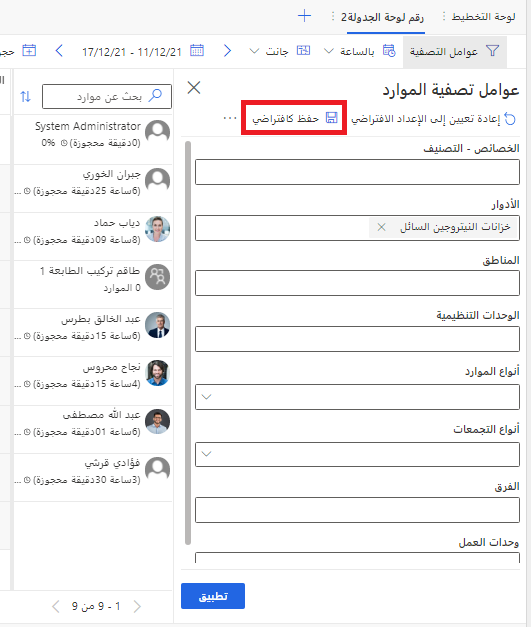 لوحة التخطيط
رقم لوحة الجدولة2
عوامل التصفية
بالساعة
جانت
11/12/21 - 17/12/21
عوامل تصفية الموارد
إعادة تعيين إلى الإعداد الافتراضي
حفظ كافتراضي
...
الخصائص - التصنيف
الأدوار
خزانات النيتروجين السائل
المناطق
الوحدات التنظيمية
أنواع الموارد
أنواع التجمعات
الفرق
وحدات العمل
تطبيق
بحث عن موارد
System Administrator
(0دقيقة محجوزة) 0%
جبران الخوري
(6ساعة 25دقيقة محجوزة) ...
دياب حماد
(8ساعة 09دقيقة محجوزة) ...
طاقم تركيب الطابعة 1
0 الموارد
عبد الخالق بطرس
(6ساعة 15دقيقة محجوزة) ...
نجاح محروس
(4ساعة 15دقيقة محجوزة) ...
عبد الله مصطفى
(6ساعة 01دقيقة محجوزة) ...
فؤادي قرشي
(3ساعة 30دقيقة محجوزة) ...
1 - 9 من 9